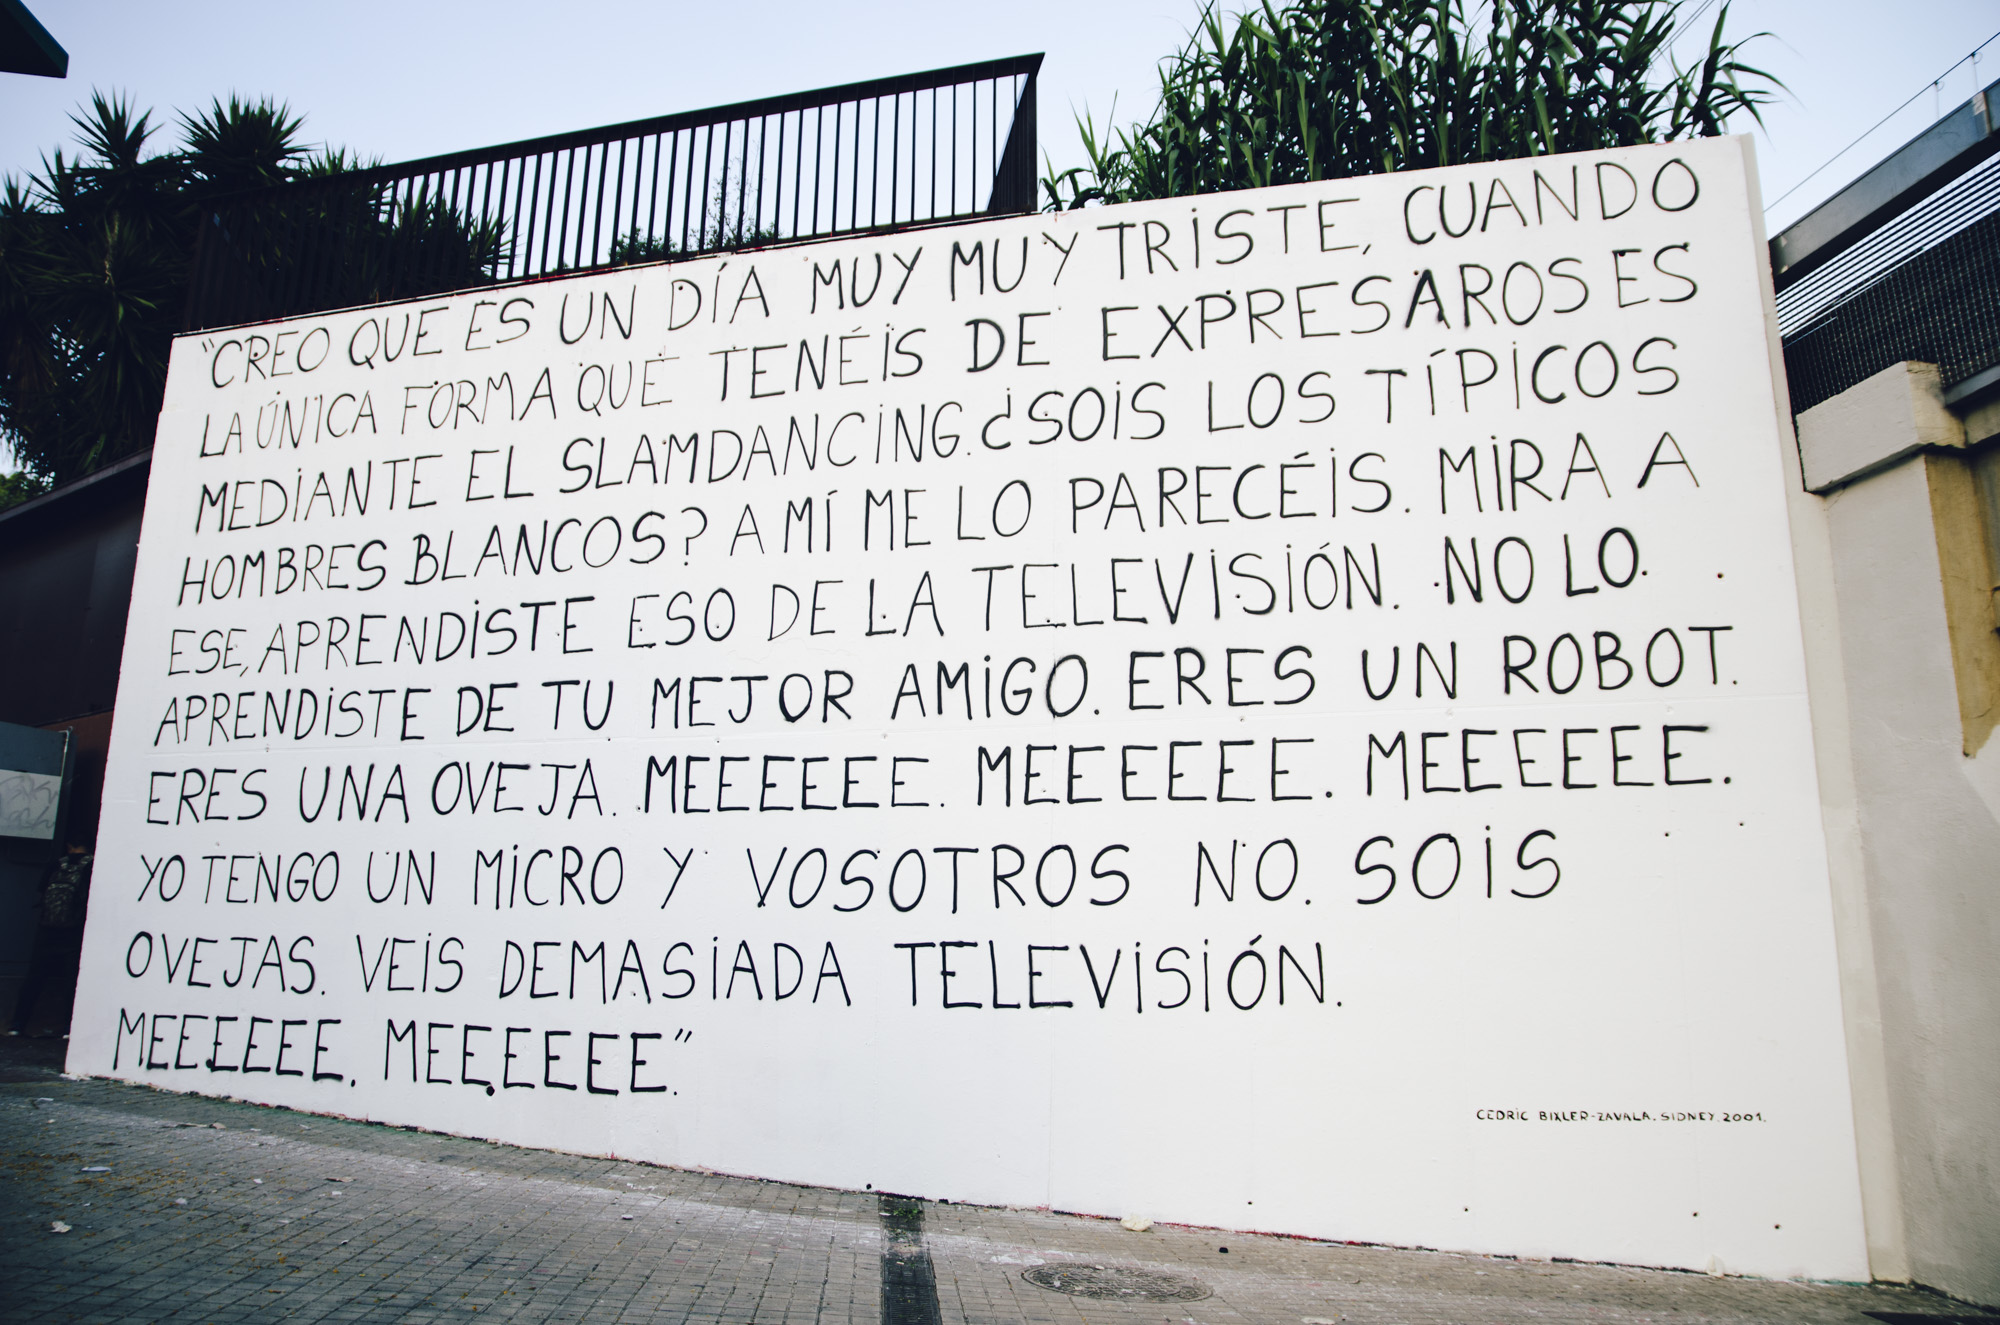 "CREO QUE ES UN DÍA MUY MUY TRISTE, CUANDO
LA ÚNICA FORMA QUE TENÉIS DE EXPRESAROS ES
MEDIANTE EL SLAMDANCING. ¿SOIS LOS TÍPICOS
HOMBRES BLANCOS? A MÍ ME LO PARECÉIS. MIRA A
ESE, APRENDISTE ESO DE LA TELEVISIÓN. NO LO
APRENDISTE DE TU MEJOR AMIGO. ERES UN ROBOT.
ERES UNA OVEJA. MEEEEEE. MEEEEEE. MEEEEEE.
YO TENGO UN MICRO Y VOSOTROS NO. SOIS
OVEJAS. VEIS DEMASIADA TELEVISIÓN.
MEEEEEE. MEEEEEE".
CEDRIC BIXLER-ZAVALA. SIDNEY. 2001.